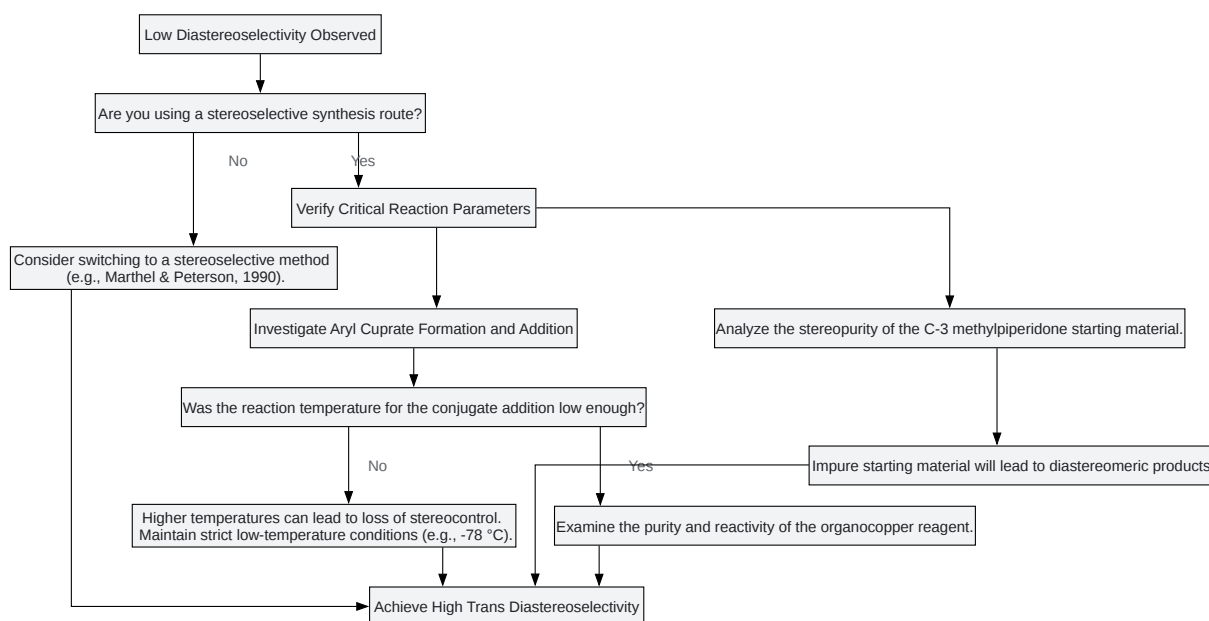 Low Diastereoselectivity Observed
Are you using a stereoselective synthesis route?
No
Yes
Verify Critical Reaction Parameters
Consider switching to a stereoselective method
(e.g., Marthel & Peterson, 1990).
Investigate Aryl Cuprate Formation and Addition
Analyze the stereopurity of the C-3 methylpiperidone starting material.
Was the reaction temperature for the conjugate addition low enough?
No
Yes
Impure starting material will lead to diastereomeric products
Higher temperatures can lead to loss of stereocontrol.
Maintain strict low-temperature conditions (e.g., -78 °C).
Examine the purity and reactivity of the organocopper reagent.
Achieve High Trans Diastereoselectivity